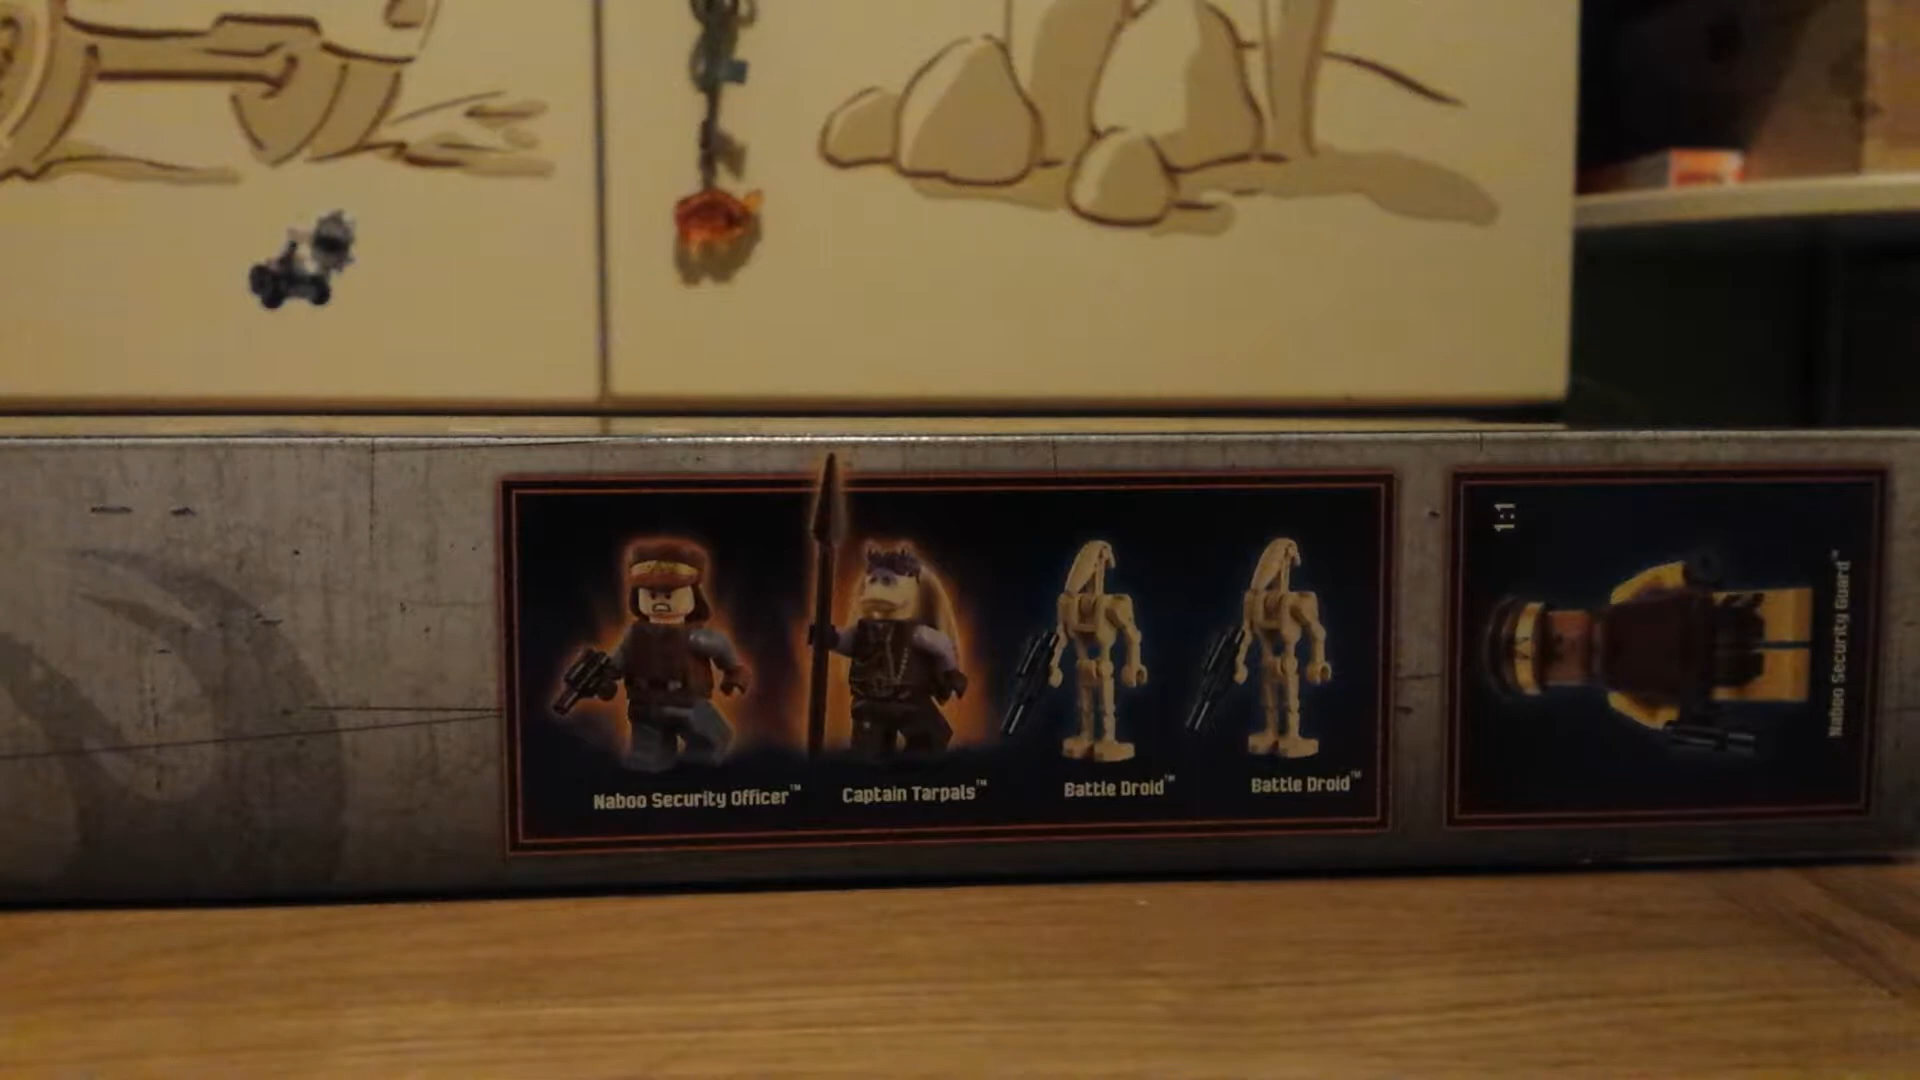 Naboo Security Officer™
Captain Tarpals™
Battle Droid™
Battle Droid™
1:1
Naboo Security Guard™